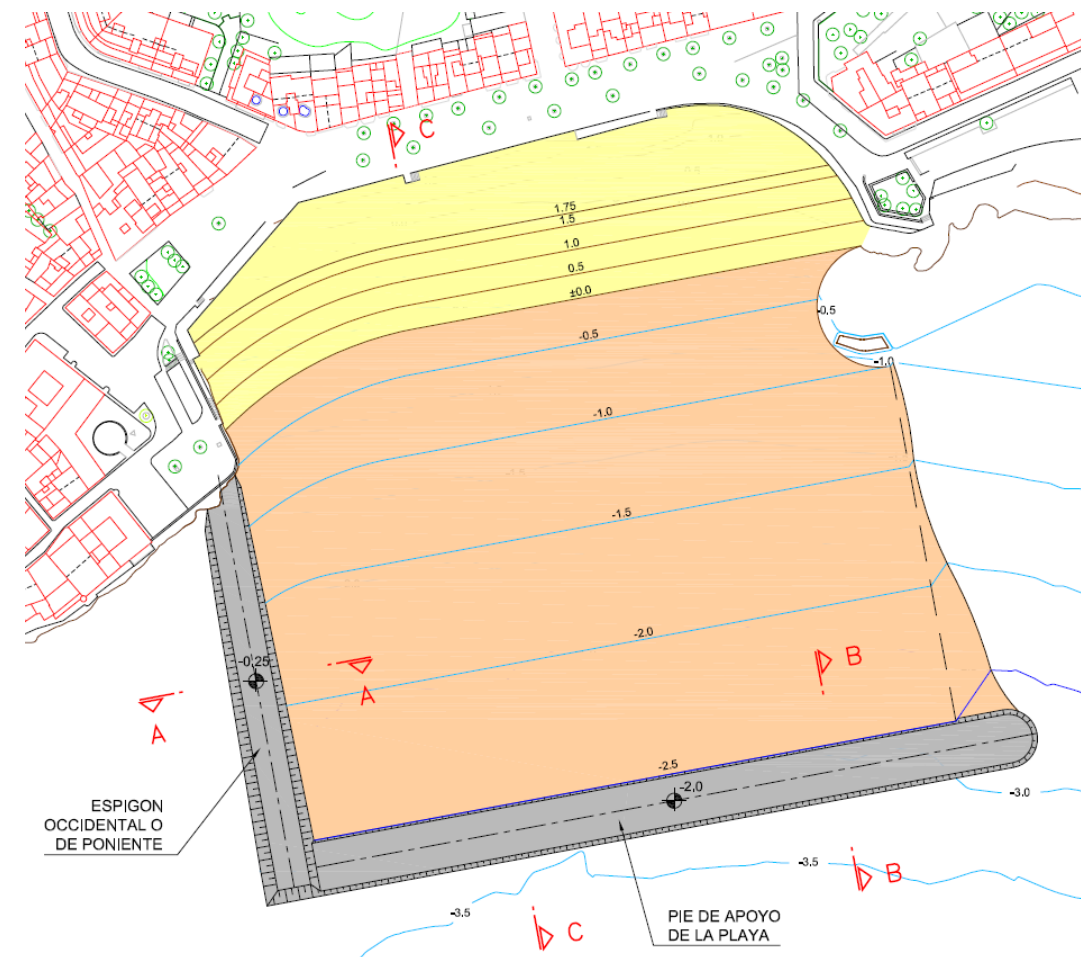 C
1.75
1.5
1.0
0.5
±0.0
-0.5
-0.5
-1.0
-1.0
-1.5
-2.0
-0.25
A
B
A
-2.5
-2,0
-3.0
ESPIGON
OCCIDENTAL O
DE PONIENTE
-3.5
B
-3.5
C
PIE DE APOYO
DE LA PLAYA